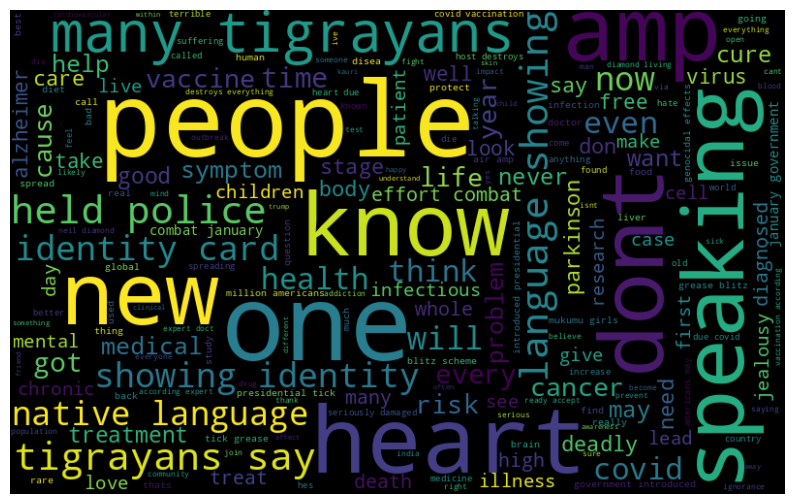 many tigrayans
amp
people
speaking
new
know
one
dont
heart
held police
identity card
showing identity
native language
tigrayans say
language showing
help
care
vaccine
time
cause
take
live
good
symptom
children
well
year
patient
look
stage
body
life
never
effort combat
say
now
cure
virus
free
even
don
make
want
cell
issue
case
parkinson
research
diagnosed
first
jealousy
alzheimer
combat january
january government
genocidal effects
health
think
infectious
whole
problem
will
every
day
global
spreading
million americans
addiction
mental
medical
got
chronic
many
risk
see
cancer
give
need
may
deadly
lead
covid
high
illness
death
treatment
treat
love
rare
tick grease
presidential tick
blitz scheme
seriously damaged
according expert
expert doct
introduced presidential
mukumu girls
grease blitz
due covid
vaccination according
americans may
government introduced
ready accept
neil diamond
destroys everything
host destroys
heart due
covid vaccination
diamond living
air amp
kauri
terrible
suffering
within
called
human
someone
disea
fight
skin
impact
protect
child
talking
understand
happy
trump
outbreak
known
test
die
mind
real
likely
spread
diet
call
feel
bad
best
question
better
thing
something
used
clinical
everyone
study
different
much
back
drug
thank
often
serious
awareness
affect
join
community
population
friend
thats
hes
india
medicine
right
brain
find
really
sure
prevent
increase
become
believe
country
ignorance
saying
away
world
old
sick
liver
isnt
food
found
anything
come
doctor
infection
via
hate
man
open
going
everything
cant
blood